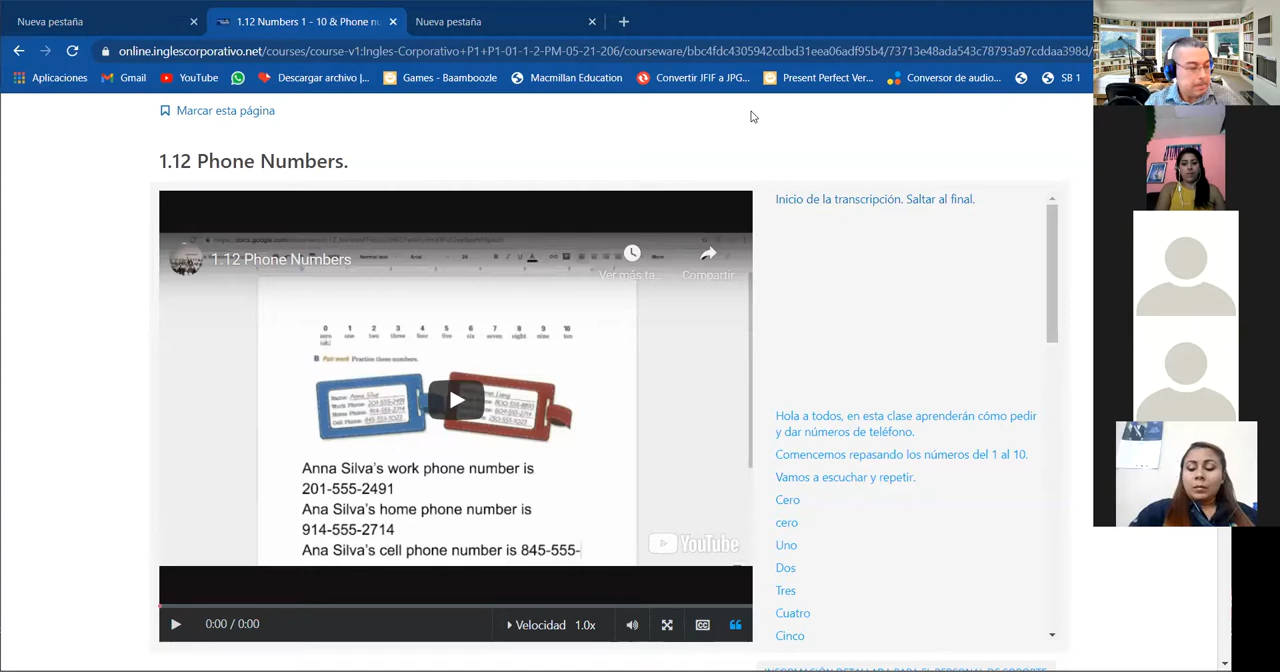 Nueva pestaña
1.12 Numbers 1 - 10 & Phone nu
Nueva pestaña
online.inglescorporativo.net/courses/course-v1:Ingles-Corporativo+P1+P1-01-1-2-PM-05-21-206/courseware/bbc4fdc4305942cdbd31eea06adf95b4/73713e48ada543c78793a97cddaa398d/
Aplicaciones
Gmail
YouTube
Descargar archivo |...
Games - Baamboozle
Macmillan Education
Convertir JFIF a JPG...
Present Perfect Ver...
Conversor de audio...
SB 1
Marcar esta página
1.12 Phone Numbers.
1.12 Phone Numbers
Ver más ta...
Compartir
0 1 2 3 4 5 6 7 8 9 10
zero one two three four five six seven eight nine ten
B Pair work Practice these numbers.
Anna Silva's work phone number is
201-555-2491
Ana Silva's home phone number is
914-555-2714
Ana Silva's cell phone number is 845-555-
YouTube
0:00 / 0:00
Velocidad 1.0x
Inicio de la transcripción. Saltar al final.
Hola a todos, en esta clase aprenderán cómo pedir
y dar números de teléfono.
Comencemos repasando los números del 1 al 10.
Vamos a escuchar y repetir.
Cero
cero
Uno
Dos
Tres
Cuatro
Cinco
INFORMACIÓN DETALLADA PARA EL PERSONAL DE SOPORTE